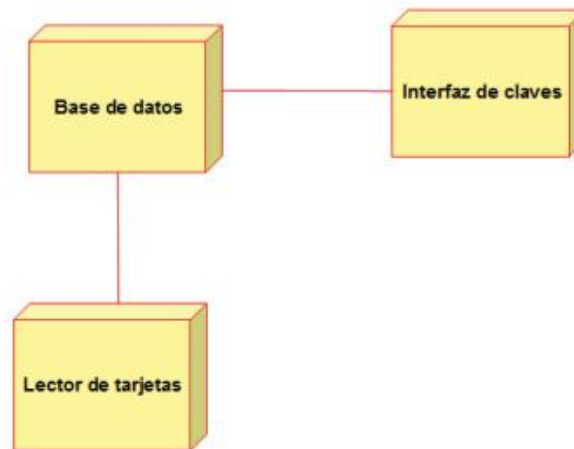 Base de datos
Interfaz de claves
Lector de tarjetas